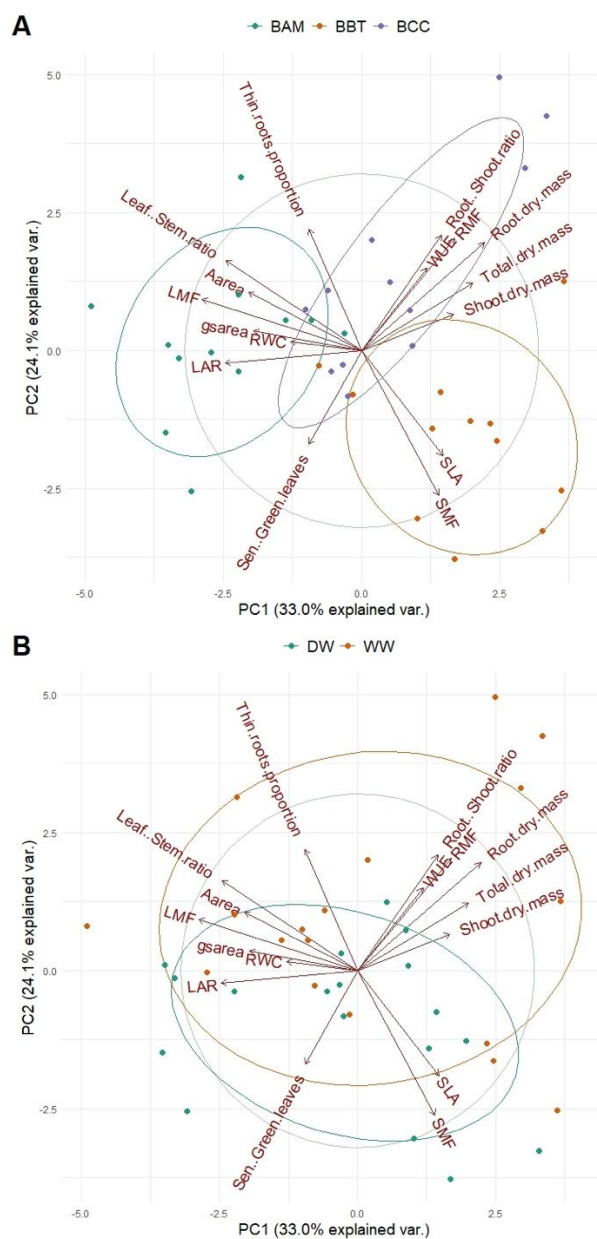 A
BAM BBT BCC
5.0
2.5
0.0
-2.5
-5.0 -2.5 0.0 2.5
PC2 (24.1% explained var.)
PC1 (33.0% explained var.)
Thin.roots.proportion
Leaf..Stem.ratio
Aarea
LMF
gsarea
RWC
LAR
Sen..Green.leaves
Root..Shoot.ratio
WUE
RMF
Root.dry.mass
Total.dry.mass
Shoot.dry.mass
SLA
SMF
B
DW WW
5.0
2.5
0.0
-2.5
-5.0 -2.5 0.0 2.5
PC2 (24.1% explained var.)
PC1 (33.0% explained var.)
Thin.roots.proportion
Leaf..Stem.ratio
Aarea
LMF
gsarea
RWC
LAR
Sen..Green.leaves
Root..Shoot.ratio
WUE
RMF
Root.dry.mass
Total.dry.mass
Shoot.dry.mass
SLA
SMF